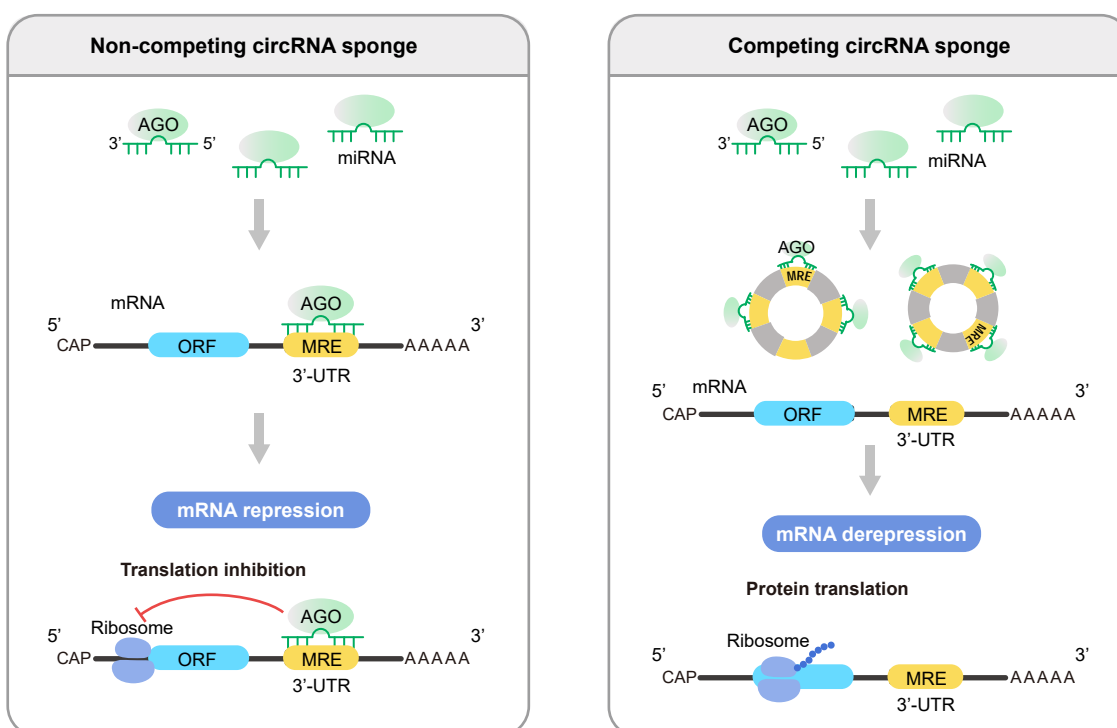 Non-competing circRNA sponge
AGO
3’ 5’
miRNA
mRNA
AGO
5’ 3’
CAP ORF MRE AAAAA
3’-UTR
mRNA repression
Translation inhibition
AGO
5’ Ribosome 3’
CAP ORF MRE AAAAA
3’-UTR
Competing circRNA sponge
AGO
3’ 5’
miRNA
AGO
MRE
MRE
5’ mRNA 3’
CAP ORF MRE AAAAA
3’-UTR
mRNA derepression
Protein translation
Ribosome
5’ 3’
CAP MRE AAAAA
3’-UTR